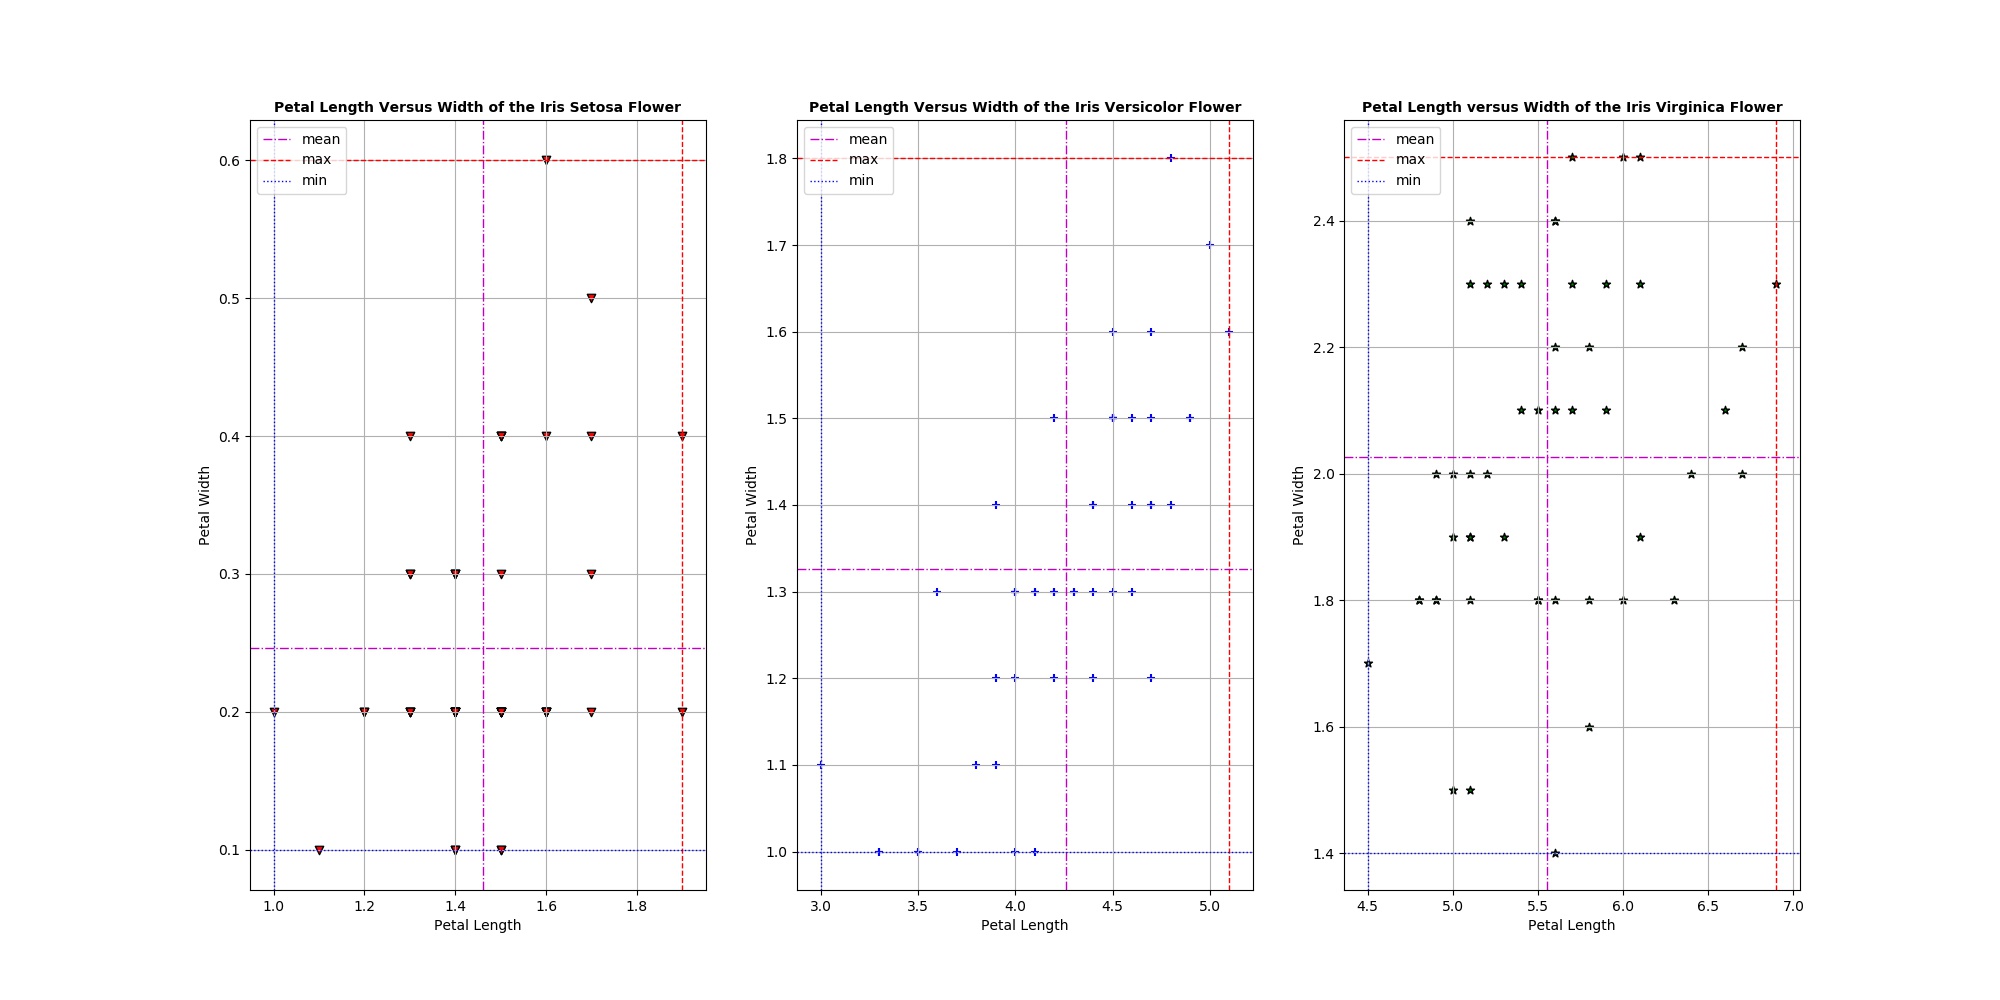 Petal Length Versus Width of the Iris Setosa Flower
mean
max
min
0.6
0.5
0.4
0.3
0.2
0.1
Petal Width
1.0 1.2 1.4 1.6 1.8
Petal Length
Petal Length Versus Width of the Iris Versicolor Flower
mean
max
min
1.8
1.7
1.6
1.5
1.4
1.3
1.2
1.1
1.0
Petal Width
3.0 3.5 4.0 4.5 5.0
Petal Length
Petal Length versus Width of the Iris Virginica Flower
mean
max
min
2.4
2.2
2.0
1.8
1.6
1.4
Petal Width
4.5 5.0 5.5 6.0 6.5 7.0
Petal Length